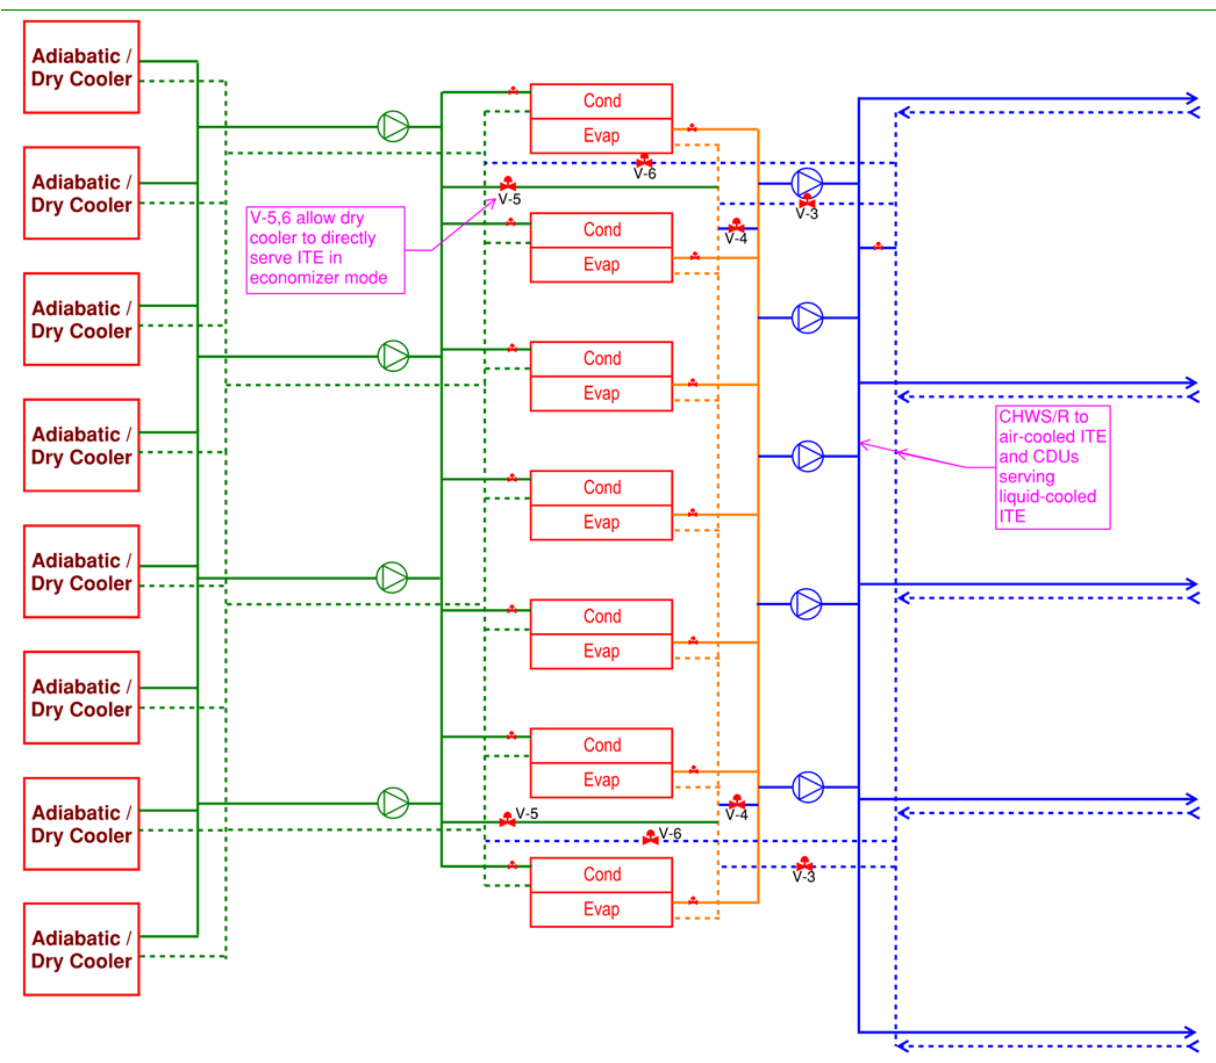 Adiabatic /
Dry Cooler
Adiabatic /
Dry Cooler
Adiabatic /
Dry Cooler
Adiabatic /
Dry Cooler
Adiabatic /
Dry Cooler
Adiabatic /
Dry Cooler
Adiabatic /
Dry Cooler
Adiabatic /
Dry Cooler
V-5,6 allow dry
cooler to directly
serve ITE in
economizer mode
Cond
Evap
V-6
V-5
V-3
V-4
Cond
Evap
Cond
Evap
Cond
Evap
Cond
Evap
Cond
Evap
V-4
V-5
V-6
V-3
Cond
Evap
CHWS/R to
air-cooled ITE
and CDUs
serving
liquid-cooled
ITE